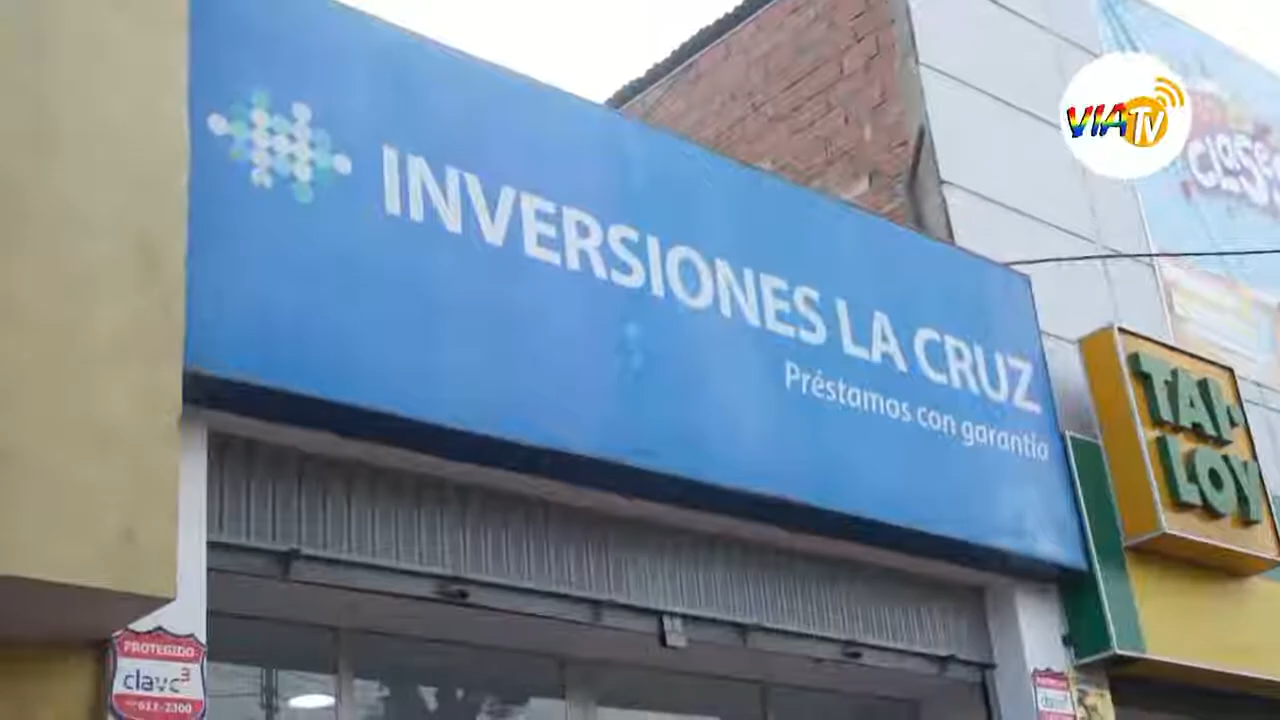 INVERSIONES LA CRUZ
Préstamos con garantía
VIATV
TAI
LOY
PROTEGIDO
clave3